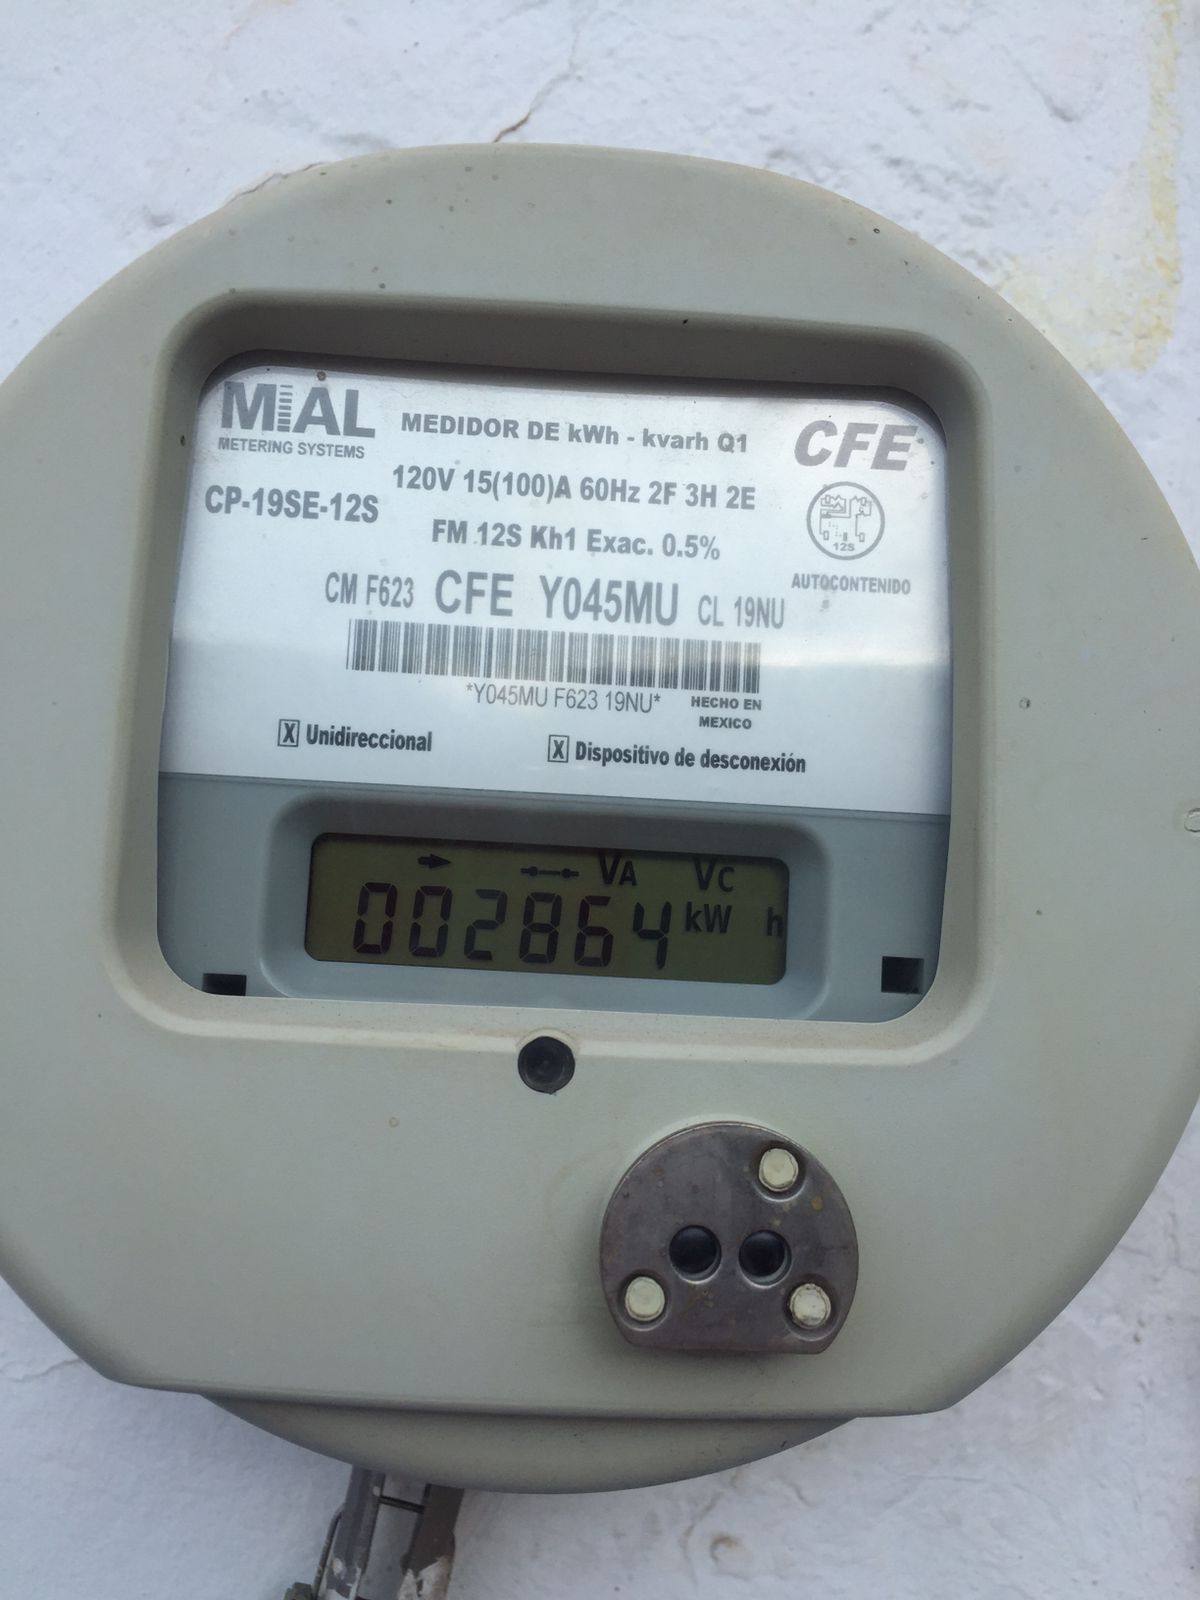 MIAL
METERING SYSTEMS
MEDIDOR DE kWh - kvarh Q1
CFE
120V 15(100)A 60Hz 2F 3H 2E
CP-19SE-12S
FM 12S Kh1 Exac. 0.5%
12S
AUTOCONTENIDO
CM F623 CFE Y045MU CL 19NU
*Y045MU F623 19NU*
HECHO EN
MEXICO
X Unidireccional
X Dispositivo de desconexión
VA VC
002864 kW h